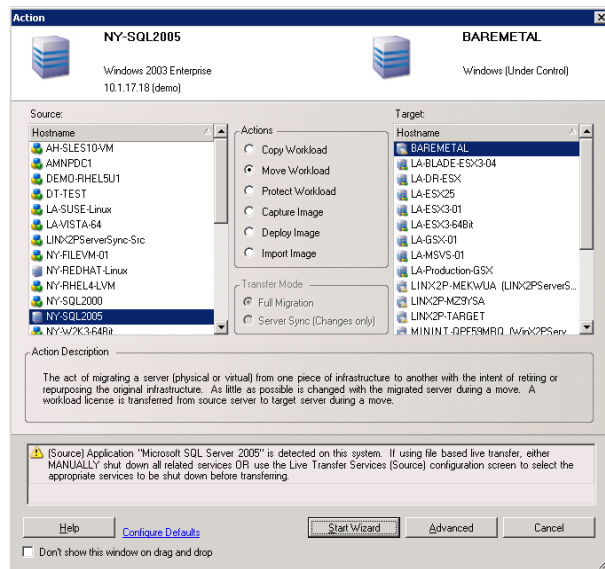 Action
NY-SQL2005
BAREMETAL
Windows 2003 Enterprise
Windows (Under Control)
10.1.17.18 (demo)
Source:
Hostname
AH-SLES10-VM
AMNPDC1
DEMO-RHEL5U1
DT-TEST
LA-SUSE-Linux
LA-VISTA-64
LINX2PServerSync-Src
NY-FILEVM-01
NY-REDHAT-Linux
NY-RHEL4-LVM
NY-SQL2000
NY-SQL2005
NY-W2K3-64Bit
Actions
Copy Workload
Move Workload
Protect Workload
Capture Image
Deploy Image
Import Image
Transfer Mode
Full Migration
Server Sync (Changes only)
Target:
Hostname
BAREMETAL
LA-BLADE-ESX3-04
LA-DR-ESX
LA-ESX25
LA-ESX3-01
LA-ESX3-64Bit
LA-GSX-01
LA-MSVS-01
LA-Production-GSX
LINX2P-MEKWUA (LINX2PServerS...
LINX2P-MZ9YSA
LINX2P-TARGET
MININT-QPE59MRQ (WinX2PServ...
Action Description
The act of migrating a server (physical or virtual) from one piece of infrastructure to another with the intent of retiring or
repurposing the original infrastructure. As little as possible is changed with the migrated server during a move. A
workload license is transferred from source server to target server during a move.
(Source) Application "Microsoft SQL Server 2005" is detected on this system. If using file based live transfer, either
MANUALLY shut down all related services OR use the Live Transfer Services (Source) configuration screen to select the
appropriate services to be shut down before transferring.
Help
Configure Defaults
Start Wizard
Advanced
Cancel
Don't show this window on drag and drop